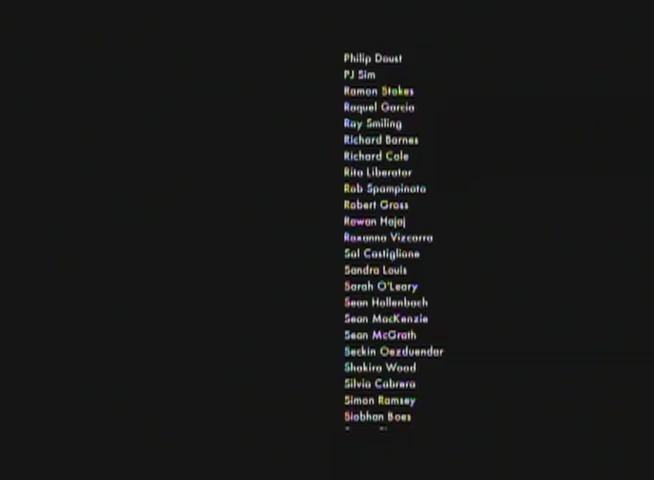 Philip Doust
PJ Sim
Ramon Stokes
Raquel Garcia
Ray Smiling
Richard Barnes
Richard Cole
Rita Liberator
Rob Spampinato
Robert Gross
Rawan Hajaj
Roxanna Vizcarra
Sal Castiglione
Sandra Louis
Sarah O'Leary
Sean Hollenbach
Sean MacKenzie
Sean McGrath
Seckin Oezduendar
Shakira Wood
Silvia Cabrera
Simon Ramsey
Siobhan Boes